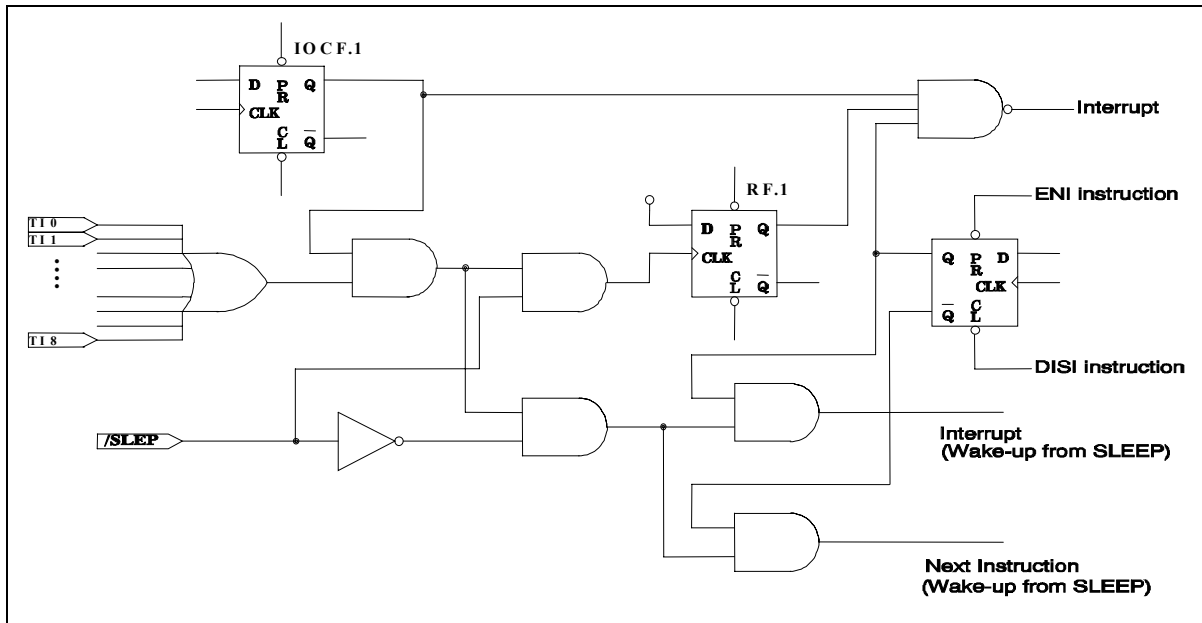 IOCF.1
D PR Q
CLK
CL Q
Interrupt
TI0
TI1
TI8
RF.1
D PR Q
CLK
CL Q
ENI instruction
Q PR D
CLK
Q CL
DISI instruction
/SLEP
Interrupt
(Wake-up from SLEEP)
Next Instruction
(Wake-up from SLEEP)